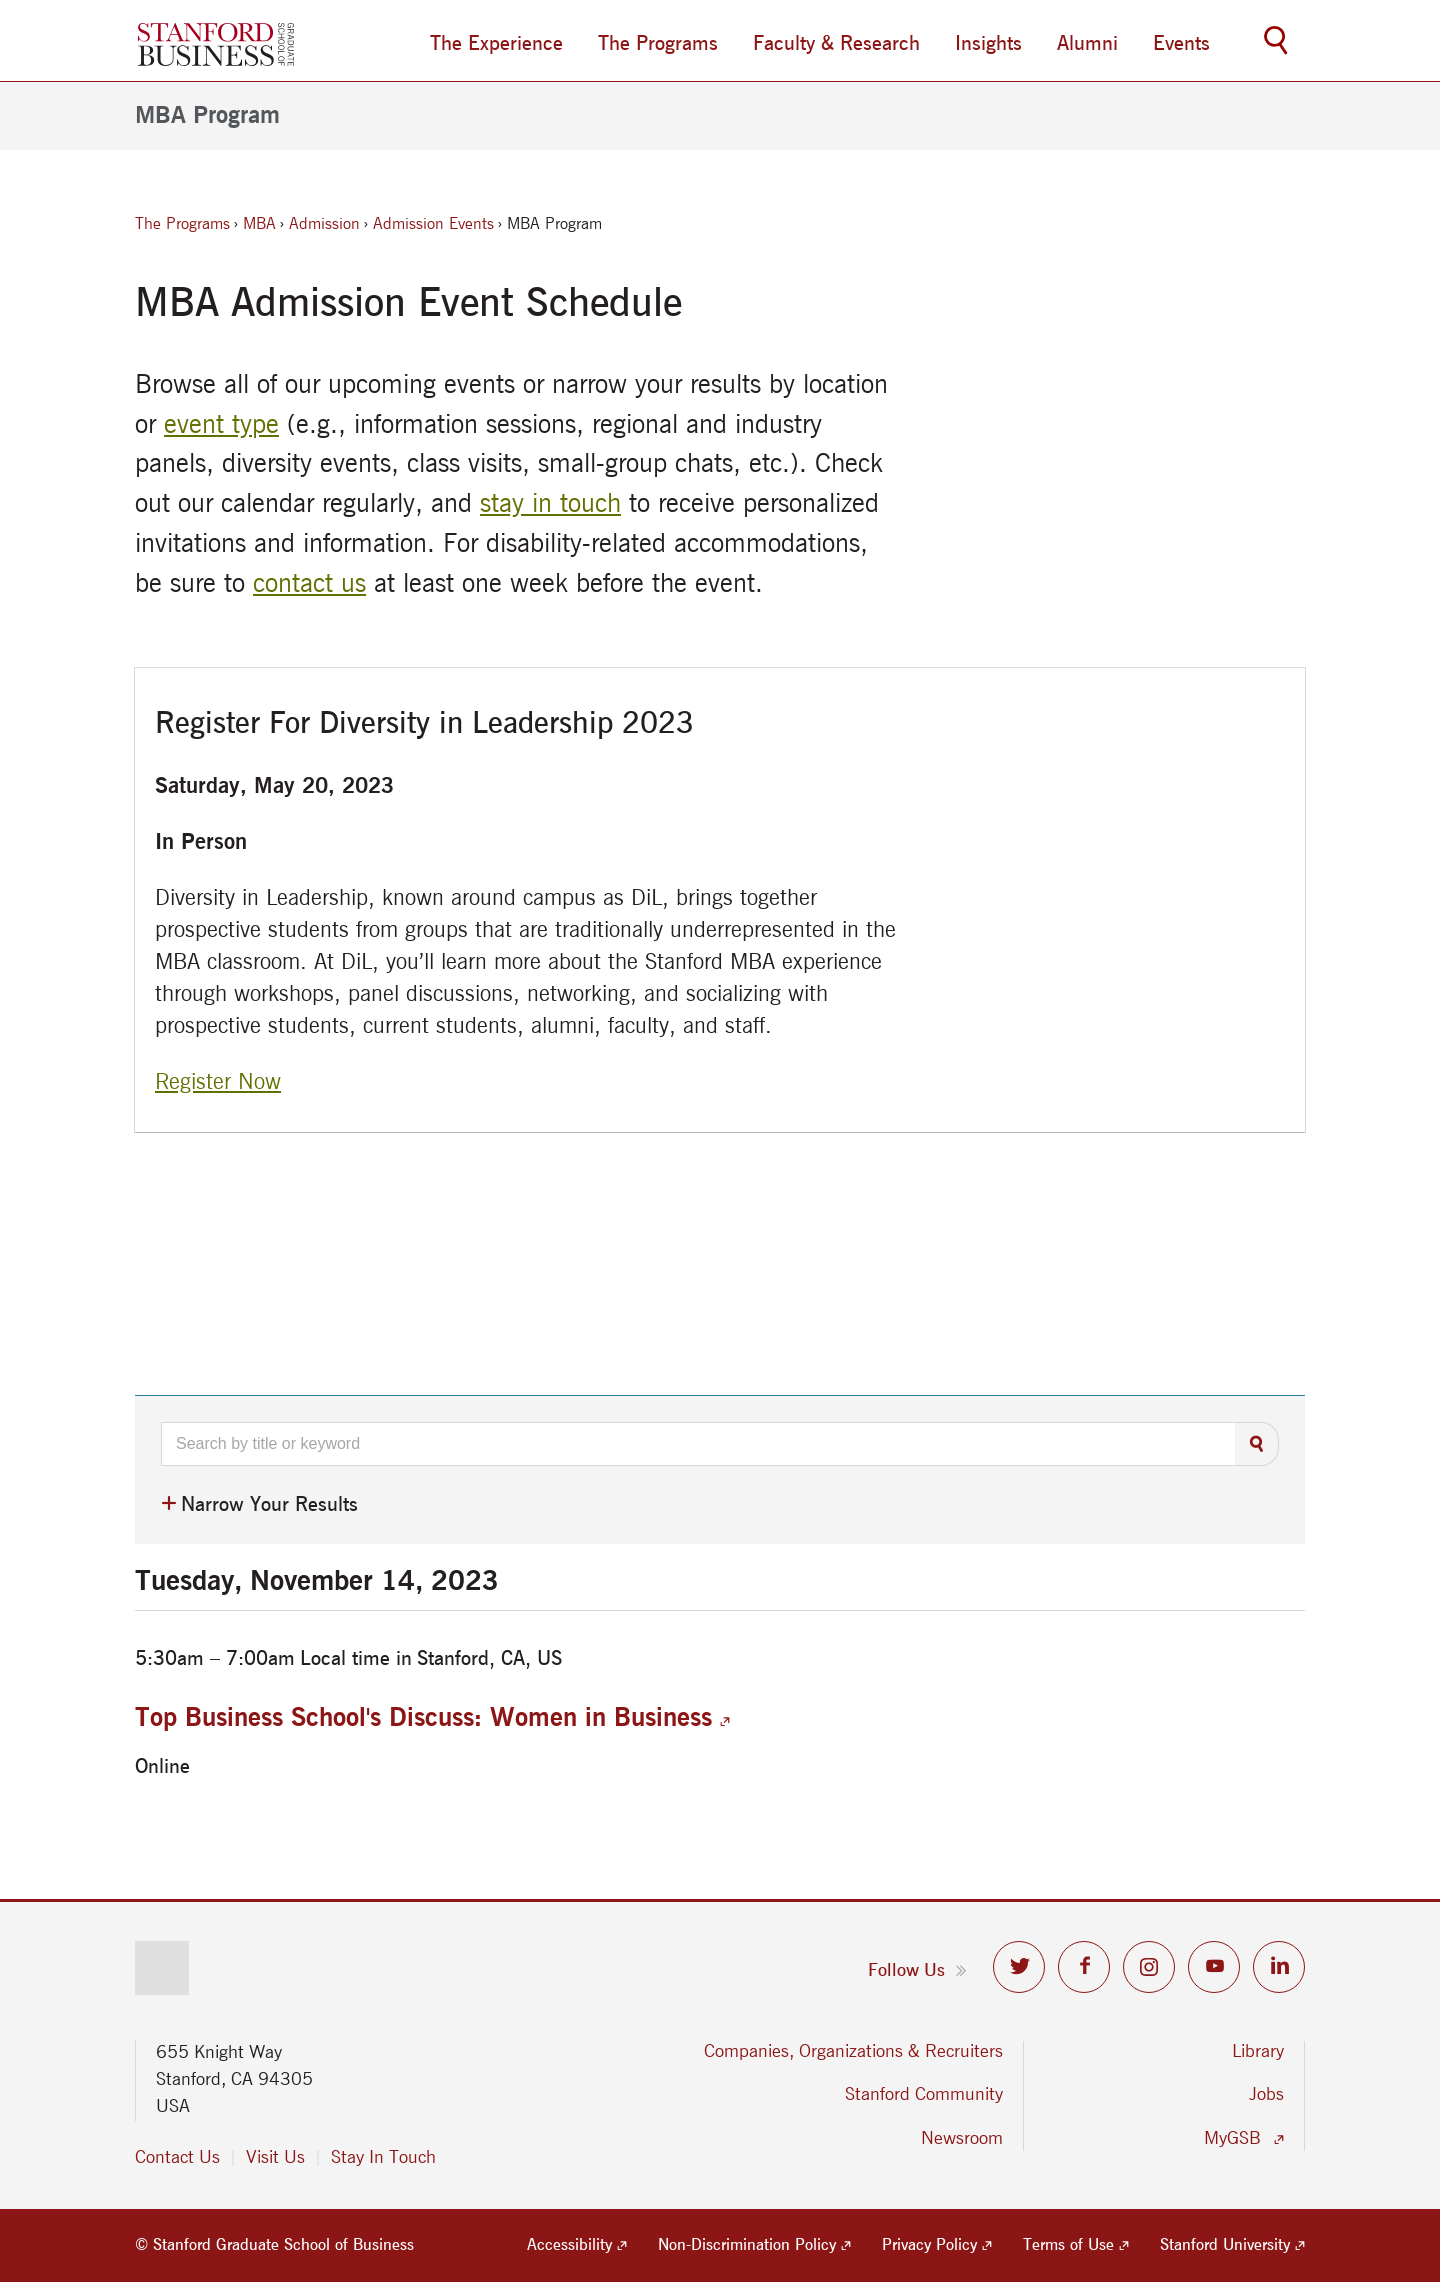 STANFORD
BUSINESS
GRADUATE
SCHOOL OF
The Experience
The Programs
Faculty & Research
Insights
Alumni
Events
MBA Program
The Programs › MBA › Admission › Admission Events › MBA Program
MBA Admission Event Schedule
Browse all of our upcoming events or narrow your results by location
or event type (e.g., information sessions, regional and industry
panels, diversity events, class visits, small-group chats, etc.). Check
out our calendar regularly, and stay in touch to receive personalized
invitations and information. For disability-related accommodations,
be sure to contact us at least one week before the event.
Register For Diversity in Leadership 2023
Saturday, May 20, 2023
In Person
Diversity in Leadership, known around campus as DiL, brings together
prospective students from groups that are traditionally underrepresented in the
MBA classroom. At DiL, you’ll learn more about the Stanford MBA experience
through workshops, panel discussions, networking, and socializing with
prospective students, current students, alumni, faculty, and staff.
Register Now
Search by title or keyword
Narrow Your Results
Tuesday, November 14, 2023
5:30am – 7:00am Local time in Stanford, CA, US
Top Business School's Discuss: Women in Business
Online
Follow Us
655 Knight Way
Stanford, CA 94305
USA
Contact Us | Visit Us | Stay In Touch
Companies, Organizations & Recruiters
Stanford Community
Newsroom
Library
Jobs
MyGSB
© Stanford Graduate School of Business
Accessibility
Non-Discrimination Policy
Privacy Policy
Terms of Use
Stanford University